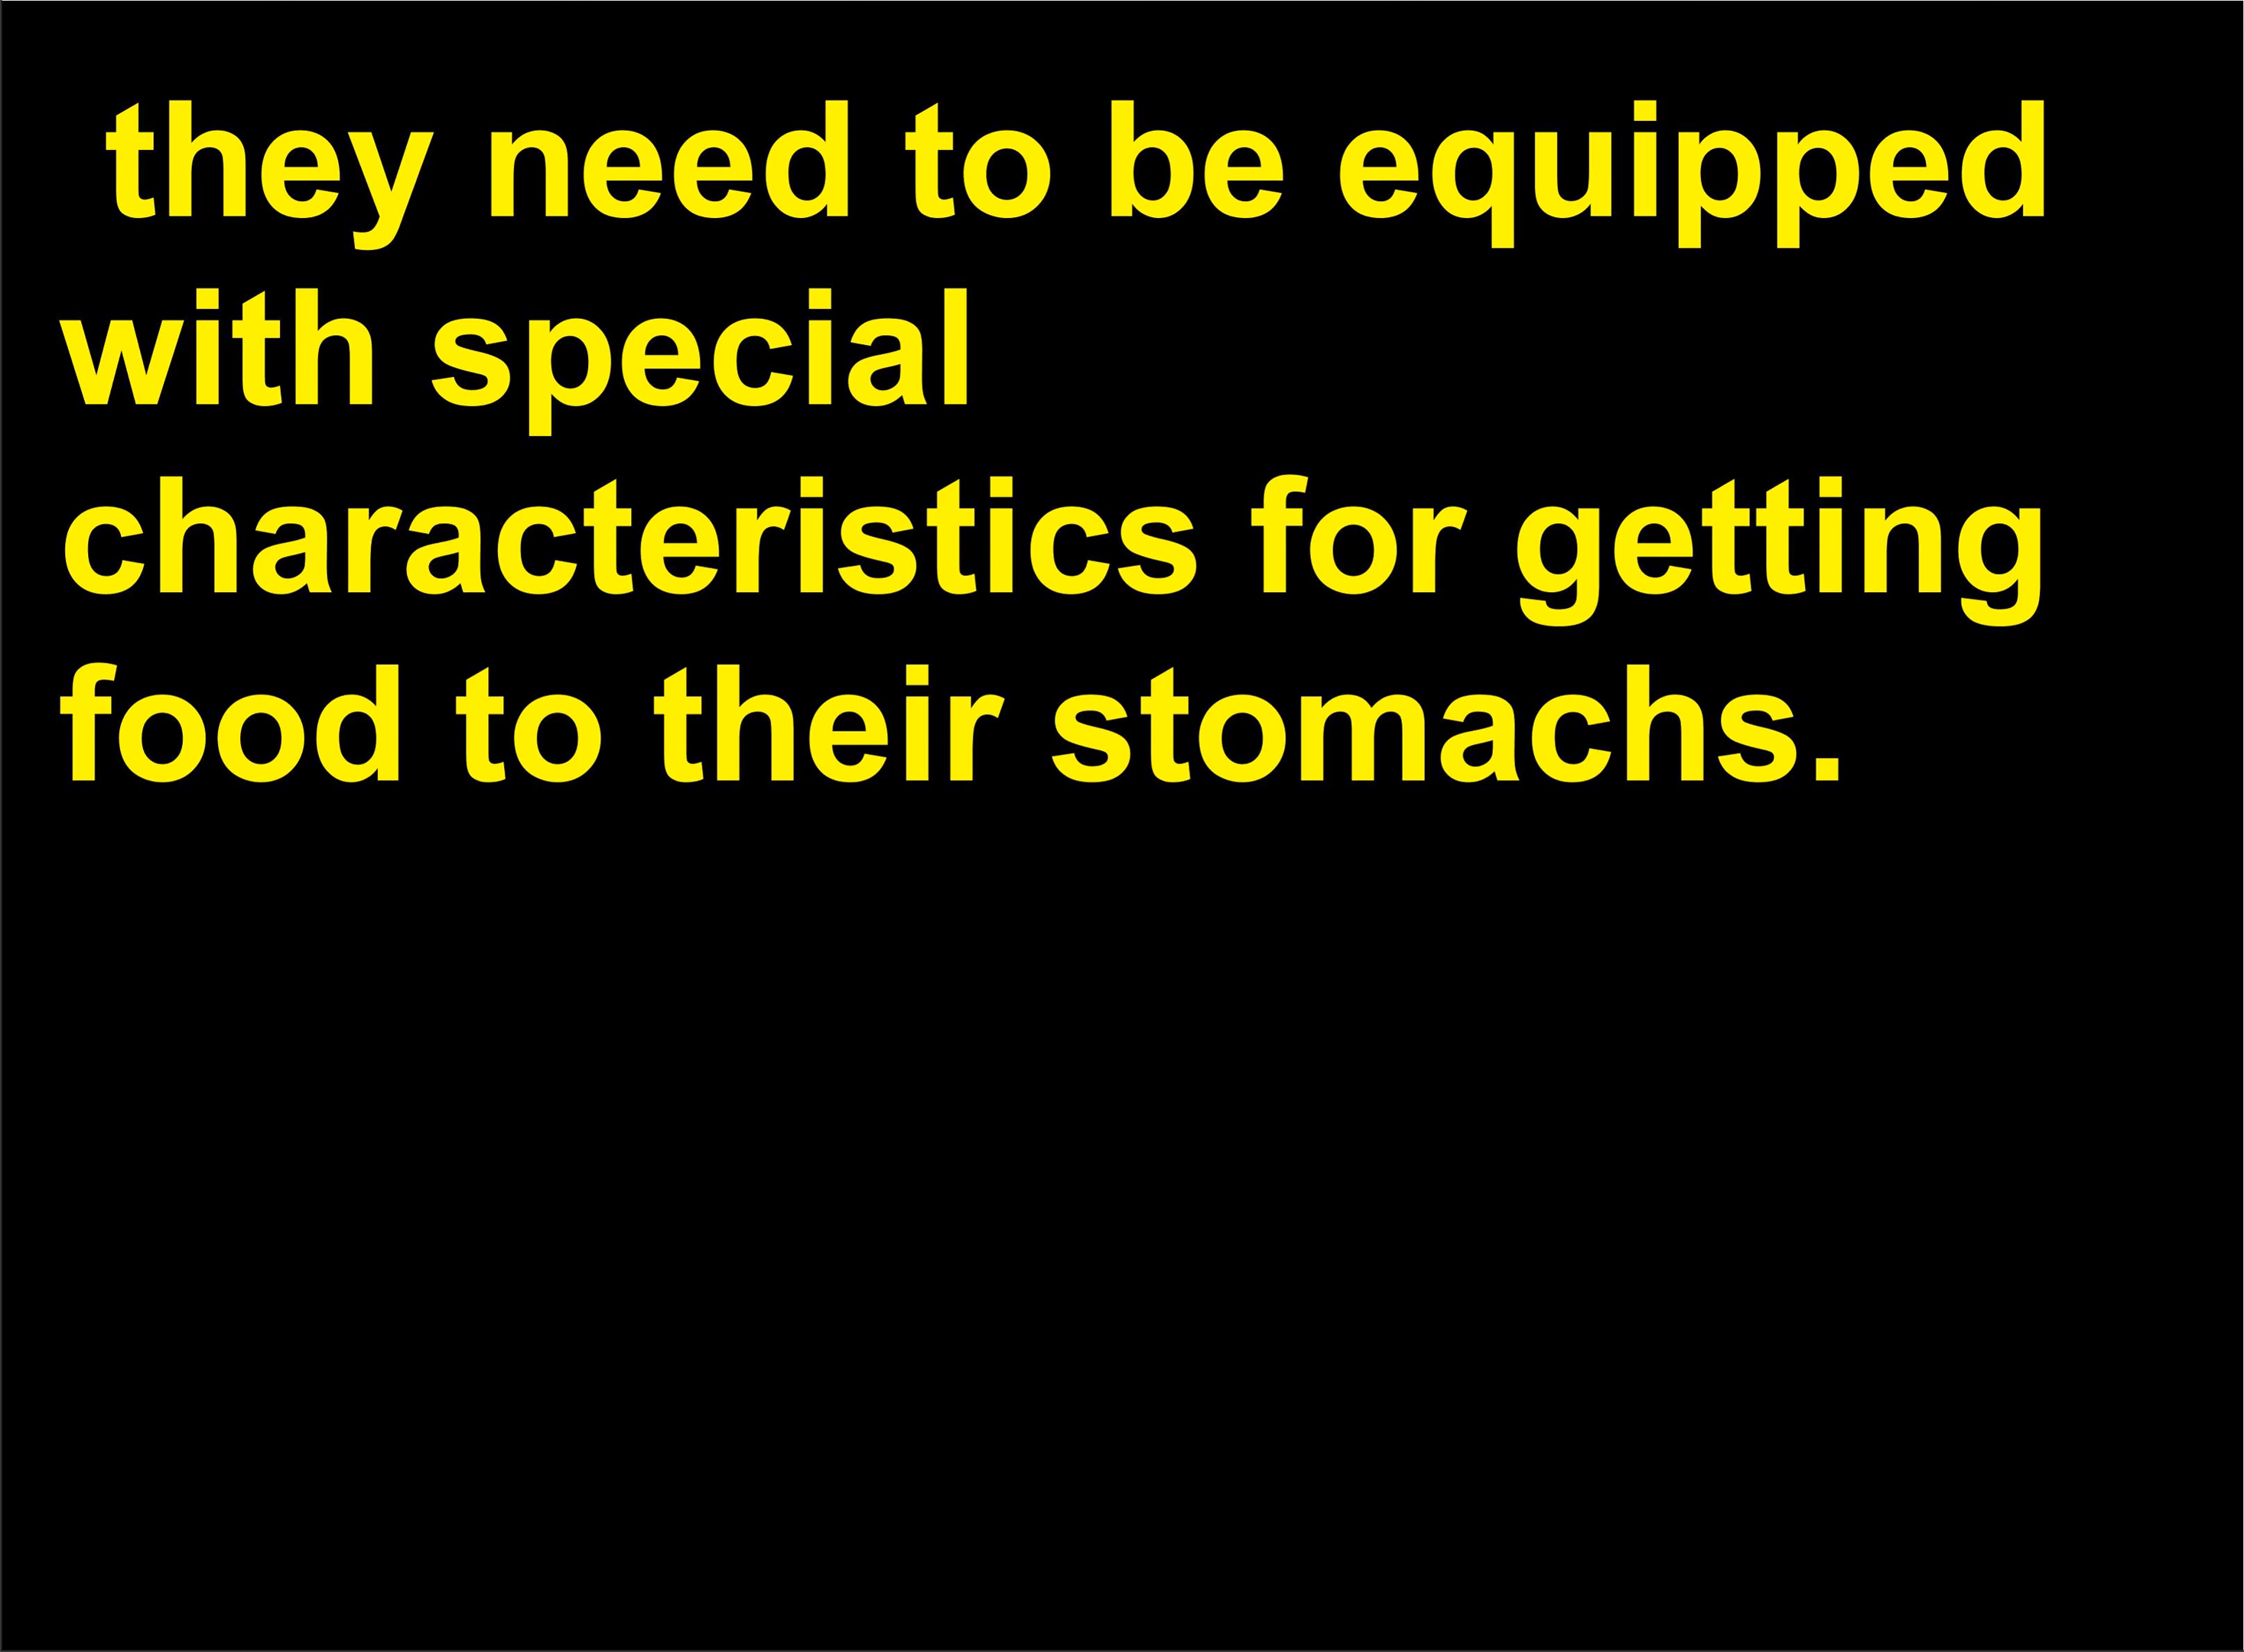 they need to be equipped
with special
characteristics for getting
food to their stomachs.